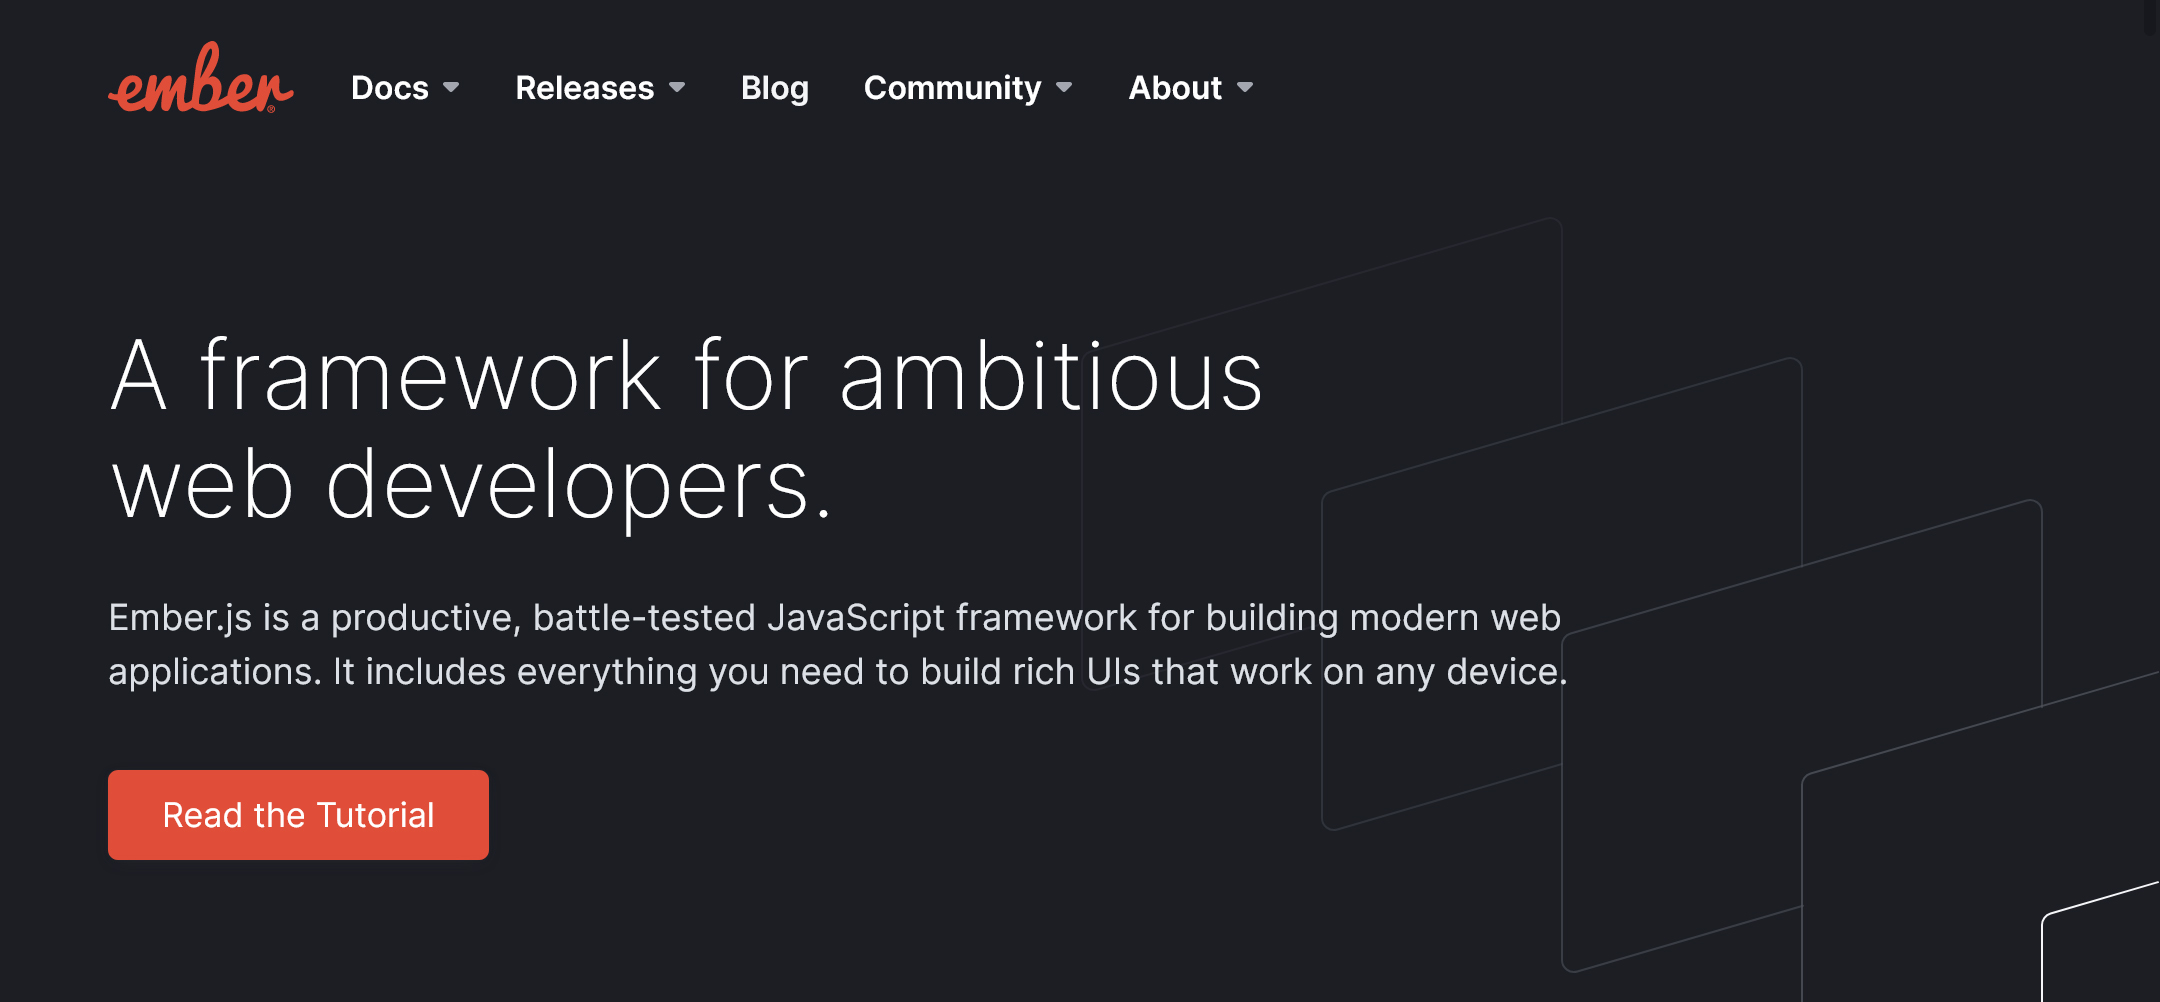 ember®
Docs Releases Blog Community About
A framework for ambitious
web developers.
Ember.js is a productive, battle-tested JavaScript framework for building modern web
applications. It includes everything you need to build rich UIs that work on any device.
Read the Tutorial